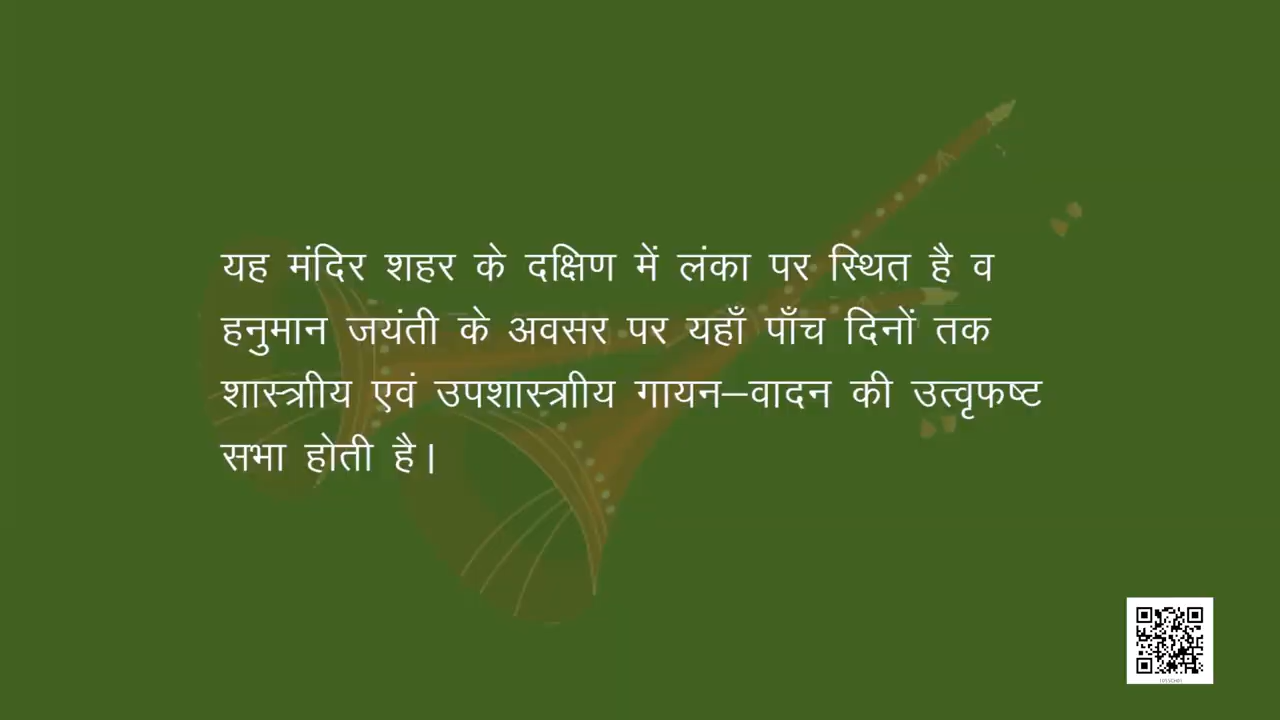 यह मंदिर शहर के दक्षिण में लंका पर स्थित है व
हनुमान जयंती के अवसर पर यहाँ पाँच दिनों तक
शास्त्राीय एवं उपशास्त्राीय गायन–वादन की उत्वृफष्ट
सभा होती है।